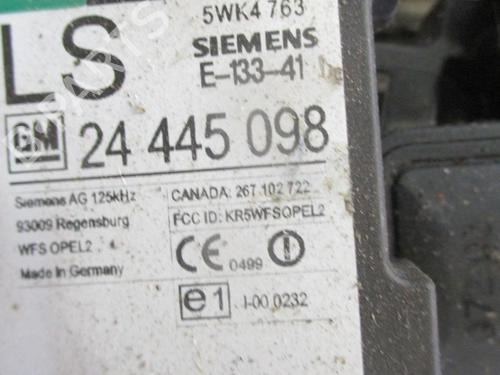 5WK4 763
LS
SIEMENS
E-133-41
GM 24 445 098
Siemens AG 125kHz
93009 Regensburg
WFS OPEL2
Made in Germany
CANADA: 267 102 722
FCC ID: KR5WFSOPEL2
CE 0499
e1 I-00 0232